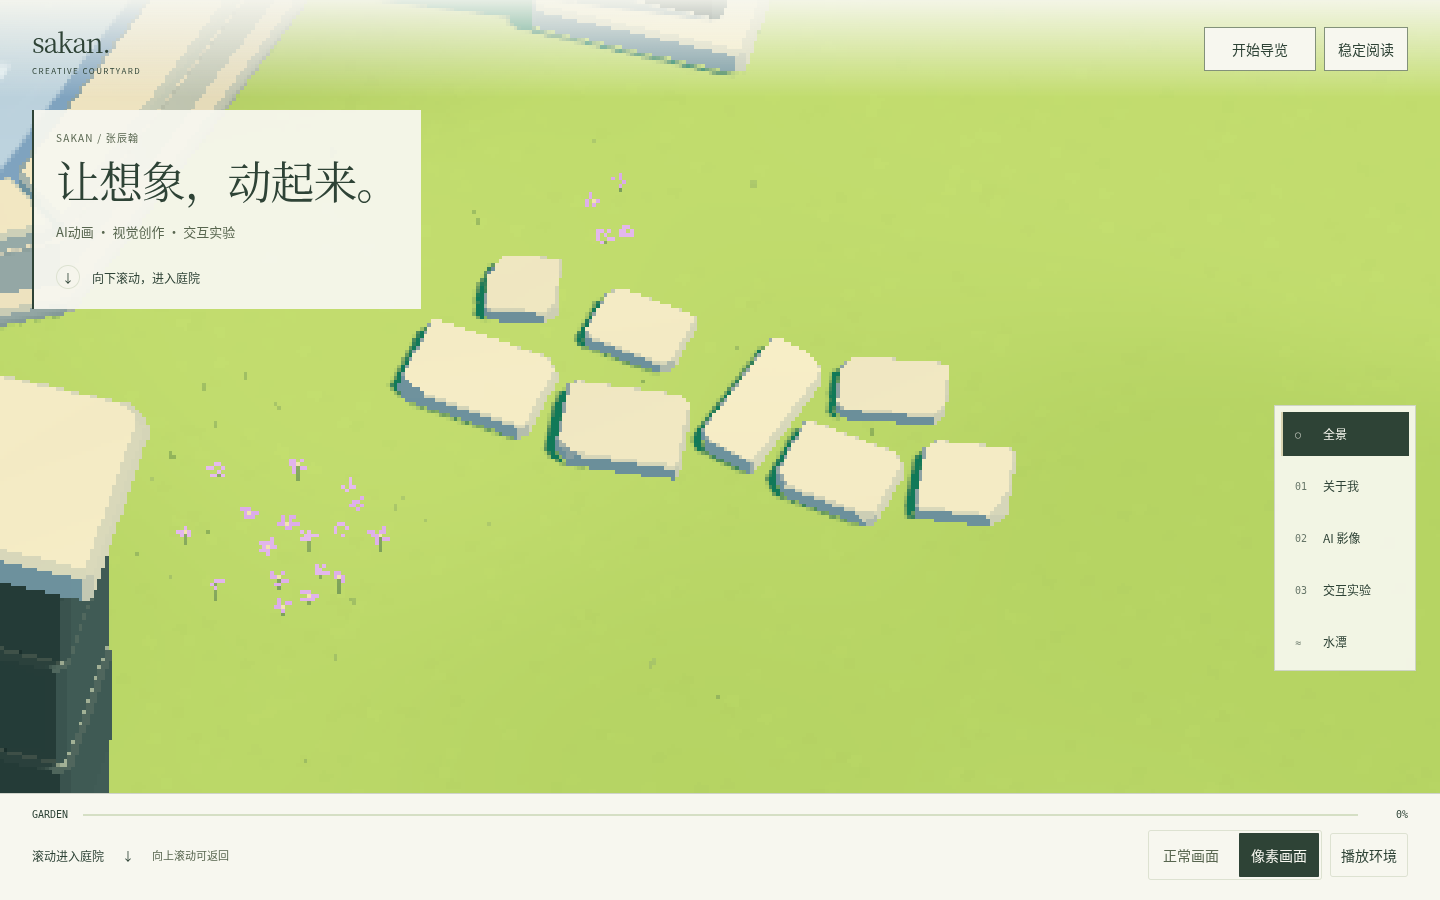 sakan.
CREATIVE COURTYARD
开始导览
稳定阅读
SAKAN / 张辰翰
让想象，动起来。
AI动画 · 视觉创作 · 交互实验
↓ 向下滚动，进入庭院
○ 全景
01 关于我
02 AI 影像
03 交互实验
≈ 水潭
GARDEN
0%
滚动进入庭院 ↓ 向上滚动可返回
正常画面
像素画面
播放环境